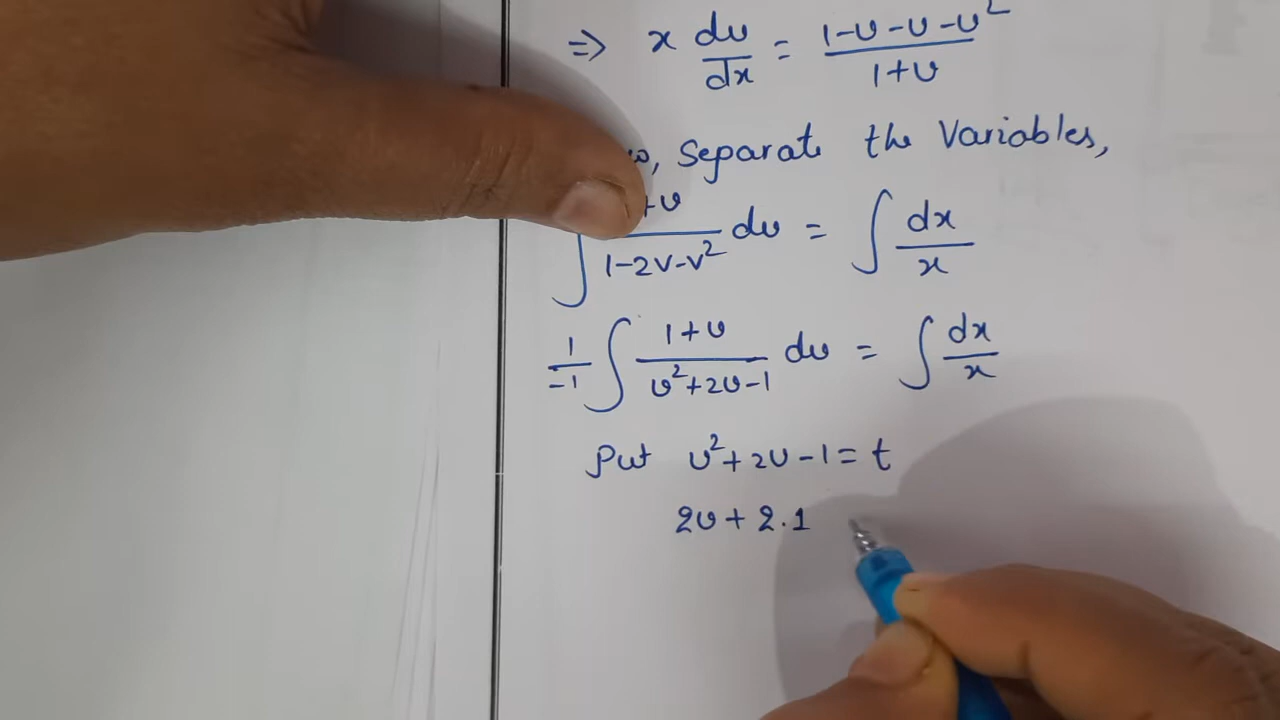 ⇒ x dv/dx = (1-v-v-v²)/(1+v)
, Separate the Variables,
∫ +v/(1-2v-v²) dv = ∫ dx/x
1/-1 ∫ (1+v)/(v²+2v-1) dv = ∫ dx/x
Put v²+2v-1 = t
2v+2.1